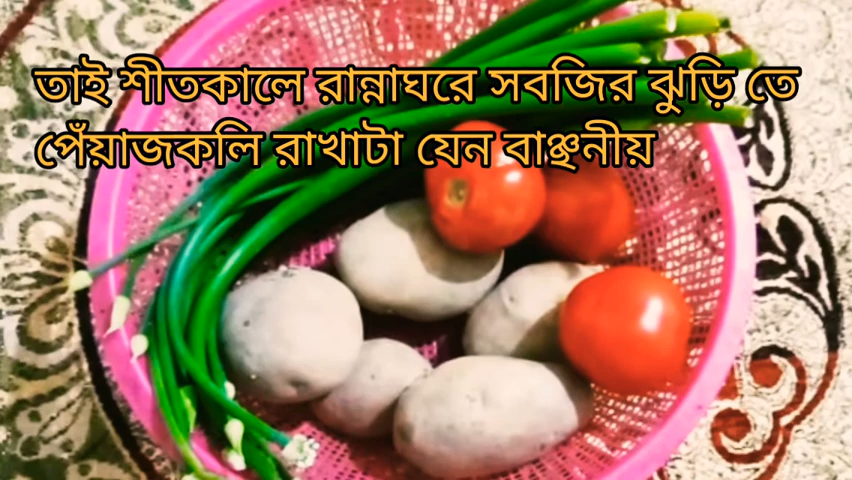 তাই শীতকালে রান্নাঘরে সবজির ঝুড়ি তে
পেঁয়াজকলি রাখাটা যেন বাঞ্ছনীয়